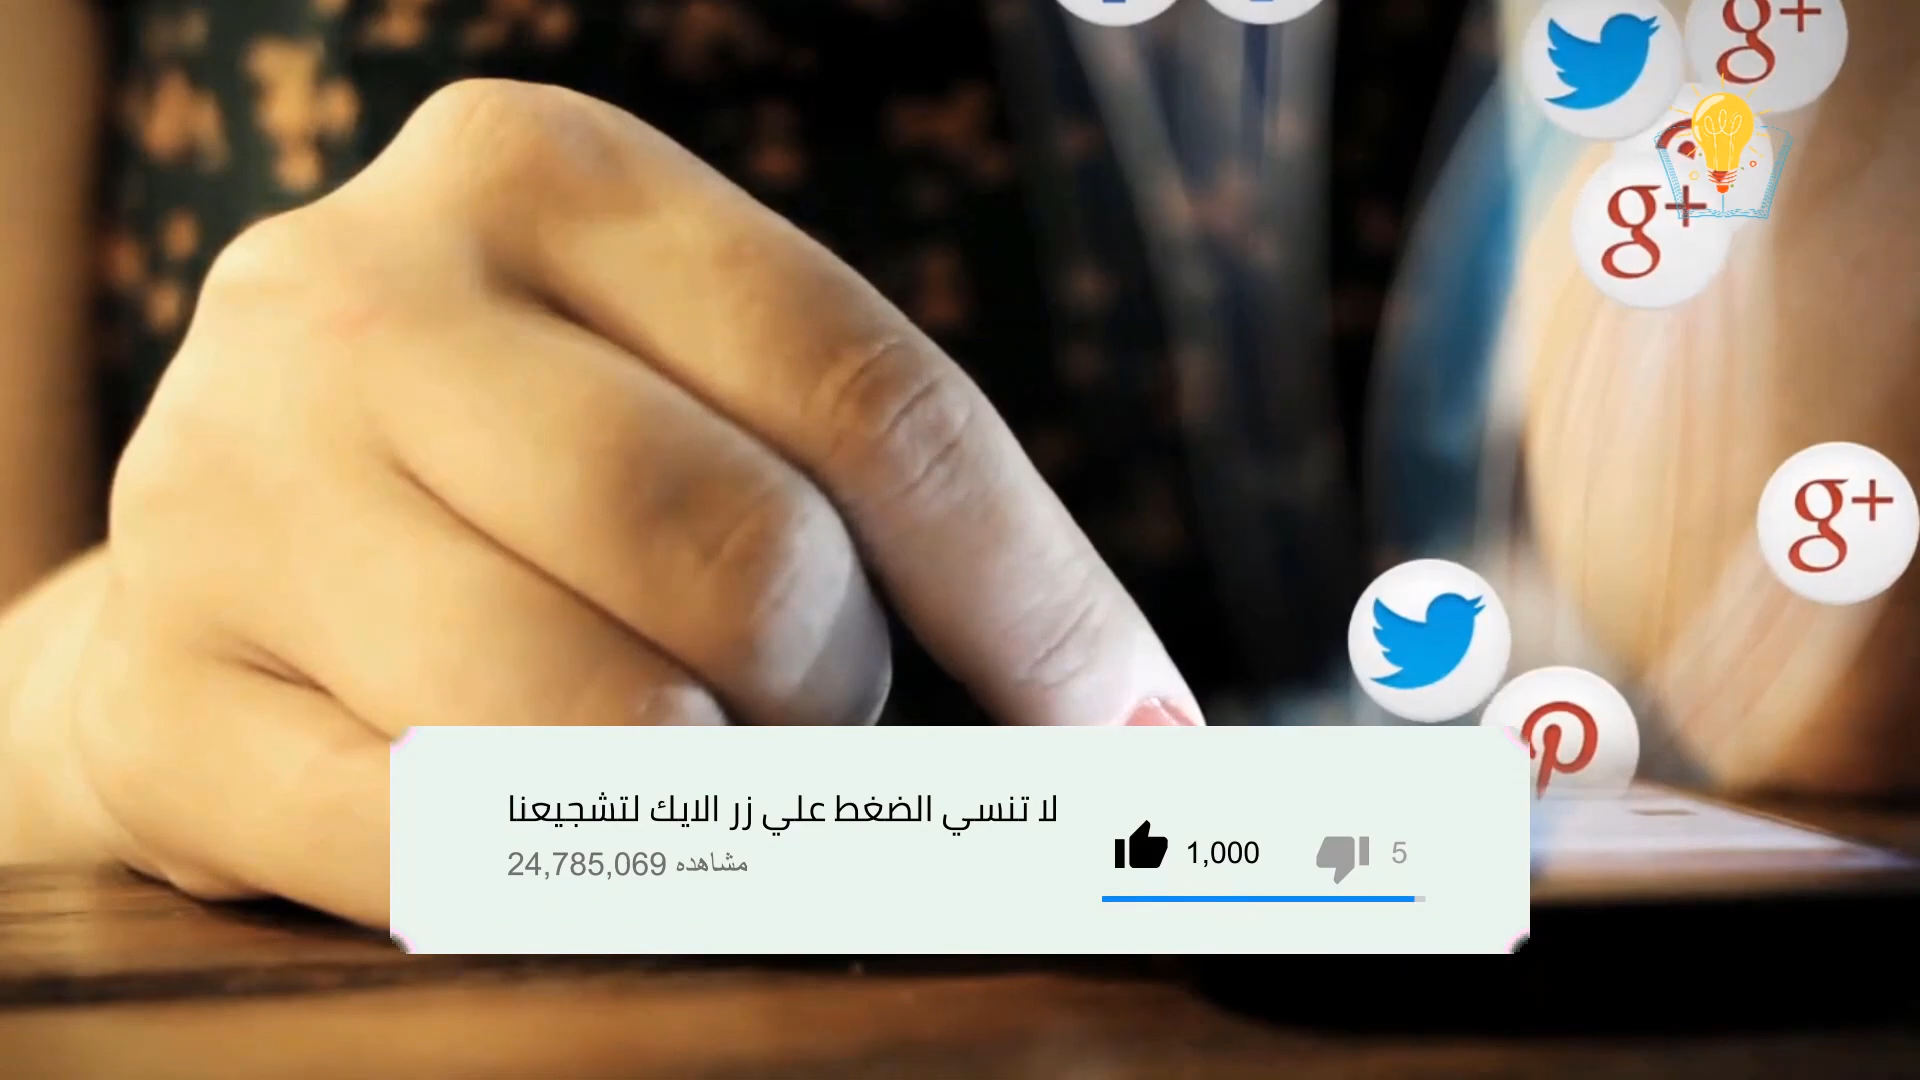 g+
g+
g+
لا تنسي الضغط علي زر الايك لتشجيعنا
24,785,069 مشاهده
1,000
5